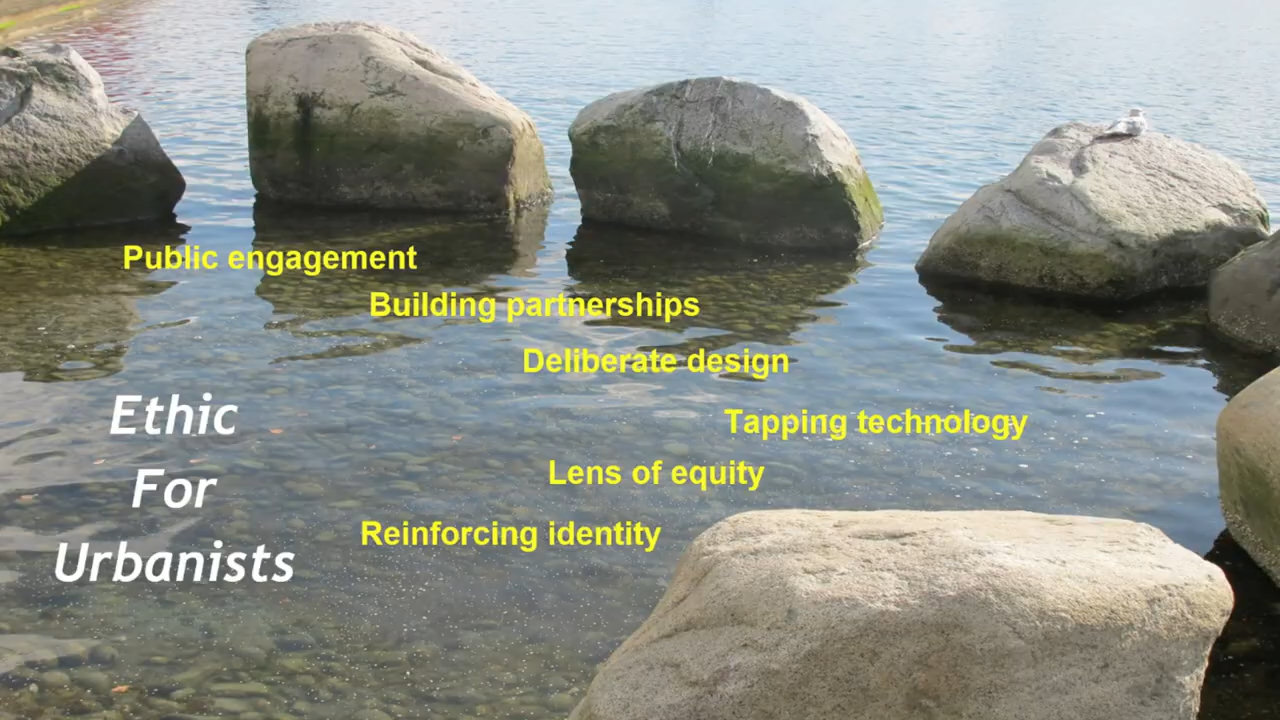 Public engagement
Building partnerships
Deliberate design
Tapping technology
Lens of equity
Reinforcing identity
Ethic
For
Urbanists